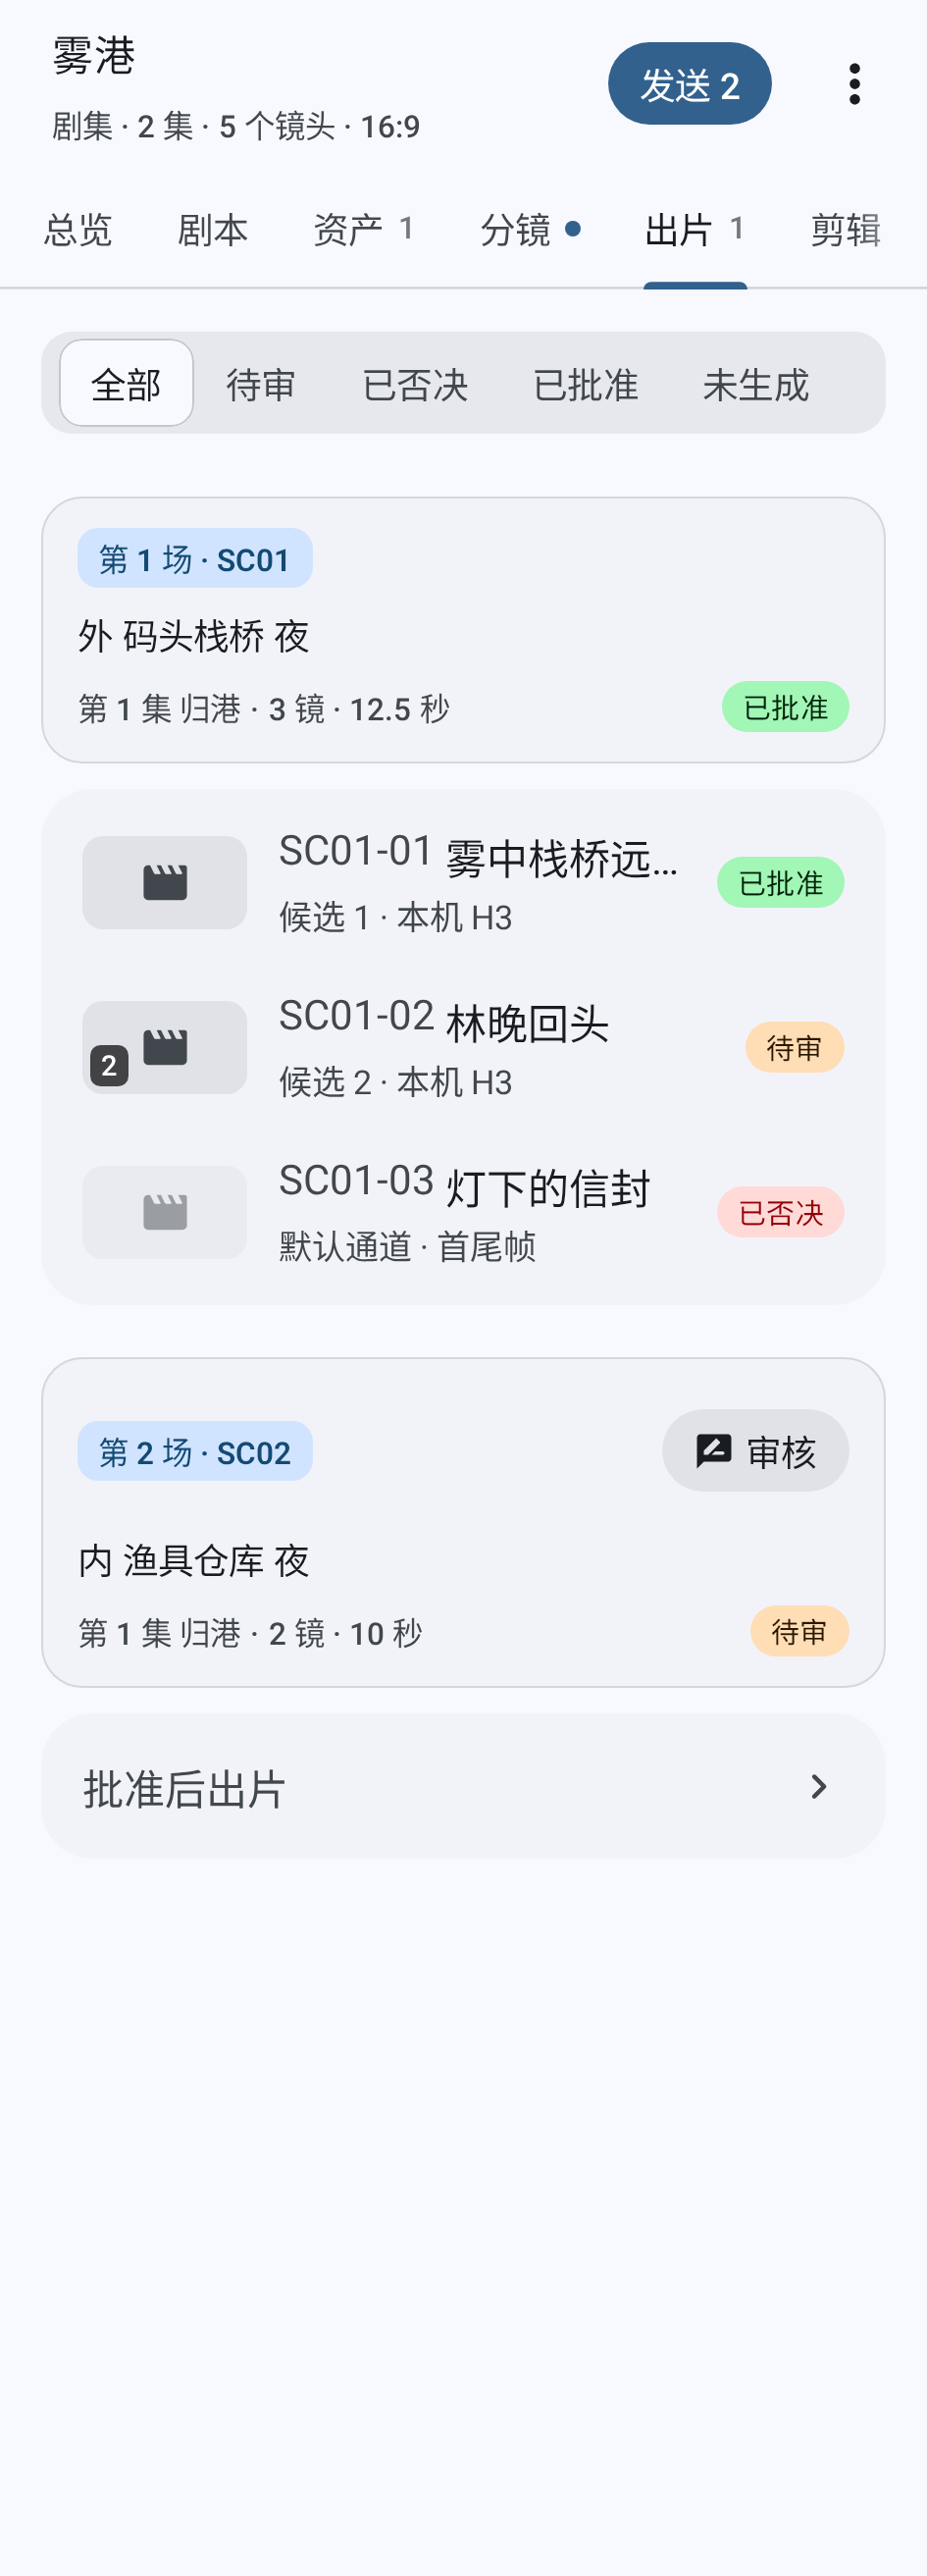 雾港
剧集 · 2 集 · 5 个镜头 · 16:9
发送 2
总览 剧本 资产 1 分镜 出片 1 剪辑
全部 待审 已否决 已批准 未生成
第 1 场 · SC01
外 码头栈桥 夜
第 1 集 归港 · 3 镜 · 12.5 秒
已批准
SC01-01 雾中栈桥远…
候选 1 · 本机 H3
已批准
2
SC01-02 林晚回头
候选 2 · 本机 H3
待审
SC01-03 灯下的信封
默认通道 · 首尾帧
已否决
第 2 场 · SC02
审核
内 渔具仓库 夜
第 1 集 归港 · 2 镜 · 10 秒
待审
批准后出片